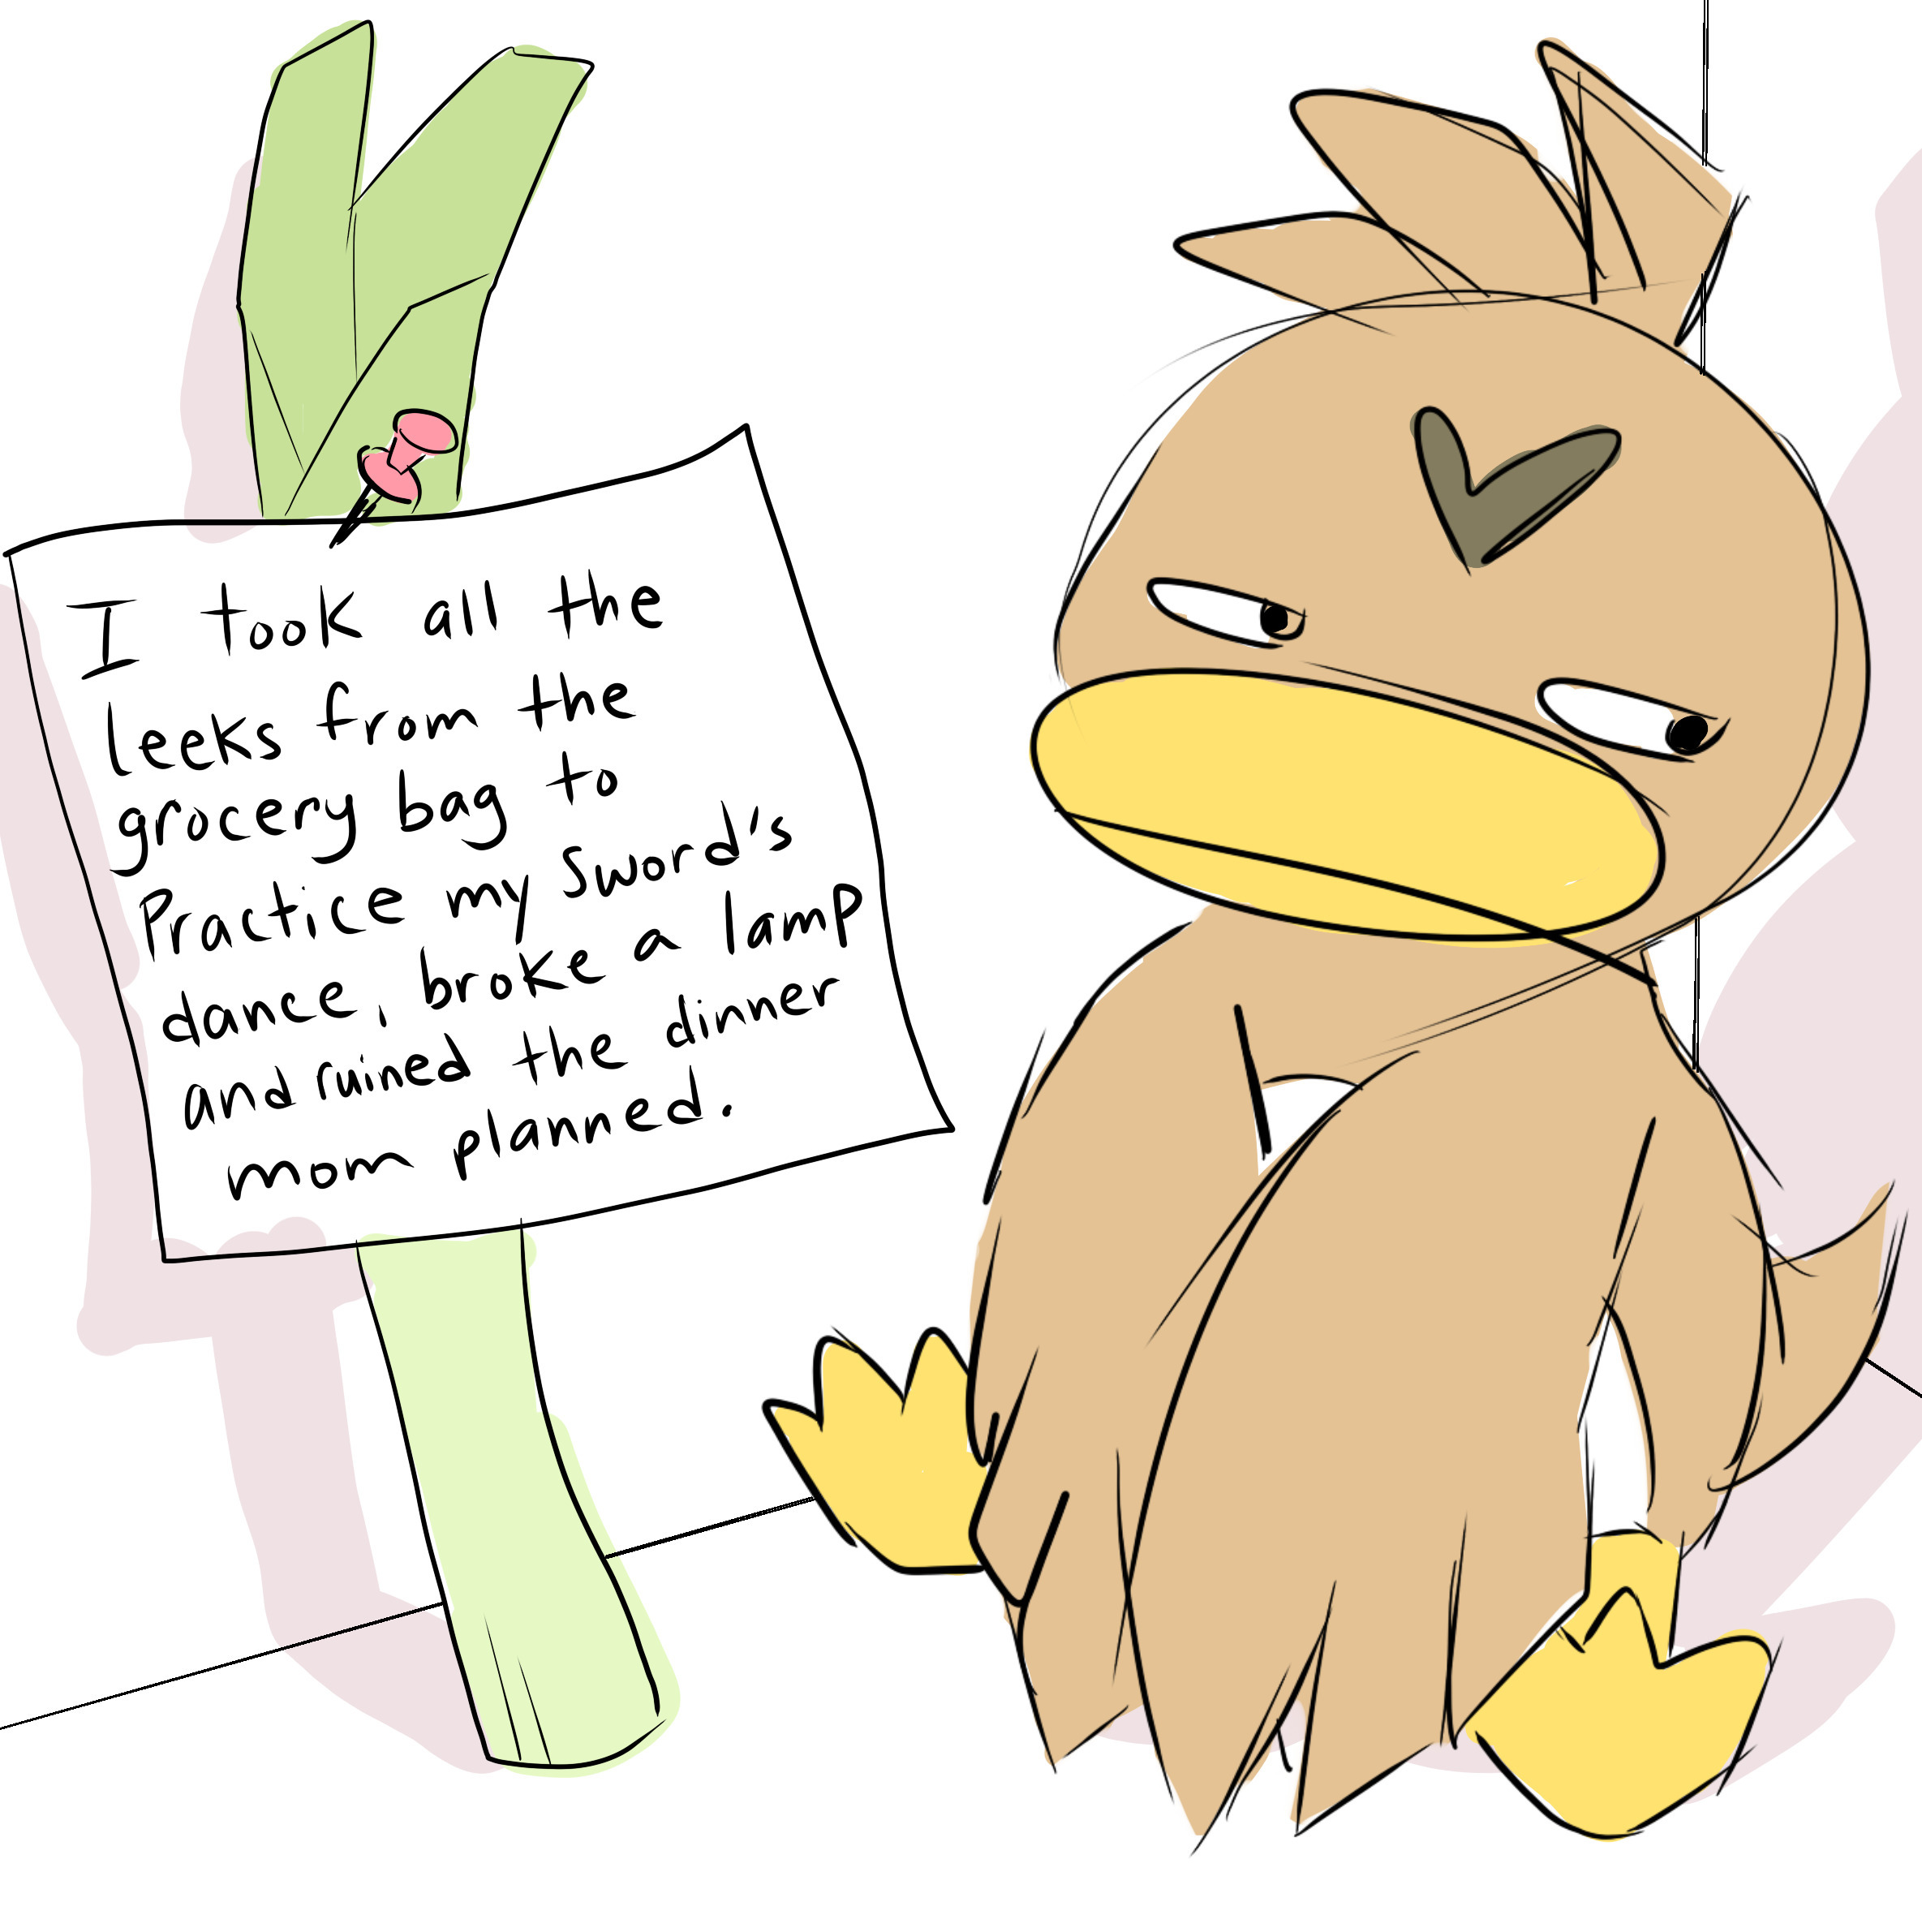 I took all the
leeks from the
grocery bag to
Practice my sword's
dance, broke a lamp
and ruined the dinner
mom planned.